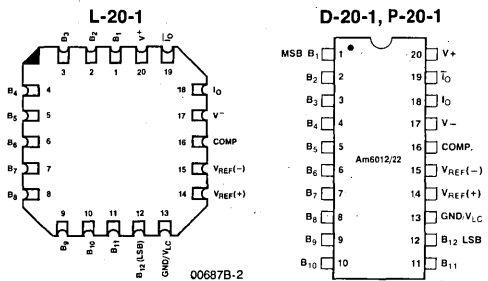 L-20-1
B3 B2 B1 V+ I̅O
3 2 1 20 19
B4 4 18 IO
B5 5 17 V−
B6 6 16 COMP
B7 7 15 VREF(−)
B8 8 14 VREF(+)
9 10 11 12 13
B9 B10 B11 B12 (LSB) GND/VLC
00687B-2
D-20-1, P-20-1
MSB B1 1 20 V+
B2 2 19 I̅O
B3 3 18 IO
B4 4 17 V−
B5 5 16 COMP.
Am6012/22
B6 6 15 VREF(−)
B7 7 14 VREF(+)
B8 8 13 GND/VLC
B9 9 12 B12 LSB
B10 10 11 B11